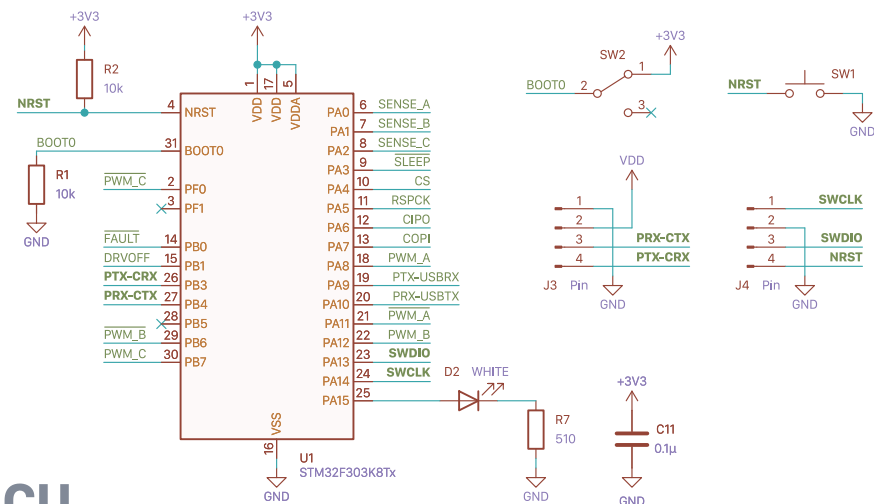 +3V3
R2
10k
NRST
BOOT0
R1
10k
GND
PWM_C
FAULT
DRVOFF
PTX-CRX
PRX-CTX
PWM_B
PWM_C
4 NRST
31 BOOT0
2 PF0
3 PF1
14 PB0
15 PB1
26 PB3
27 PB4
28 PB5
29 PB6
30 PB7
+3V3
1 17 5
VDD VDD VDDA
PA0 6 SENSE_A
PA1 7 SENSE_B
PA2 8 SENSE_C
PA3 9 SLEEP
PA4 10 CS
PA5 11 RSPCK
PA6 12 CIPO
PA7 13 COPI
PA8 18 PWM_A
PA9 19 PTX-USBRX
PA10 20 PRX-USBTX
PA11 21 PWM_A
PA12 22 PWM_B
PA13 23 SWDIO
PA14 24 SWCLK
PA15 25
VSS
16
GND
U1
STM32F303K8Tx
D2 WHITE
R7
510
GND
+3V3
C11
0.1µ
GND
SW2
+3V3
BOOT0 2
1
3
NRST
SW1
GND
VDD
1
2
3 PRX-CTX
4 PTX-CRX
J3 Pin
GND
1 SWCLK
2
3 SWDIO
4 NRST
J4 Pin
GND